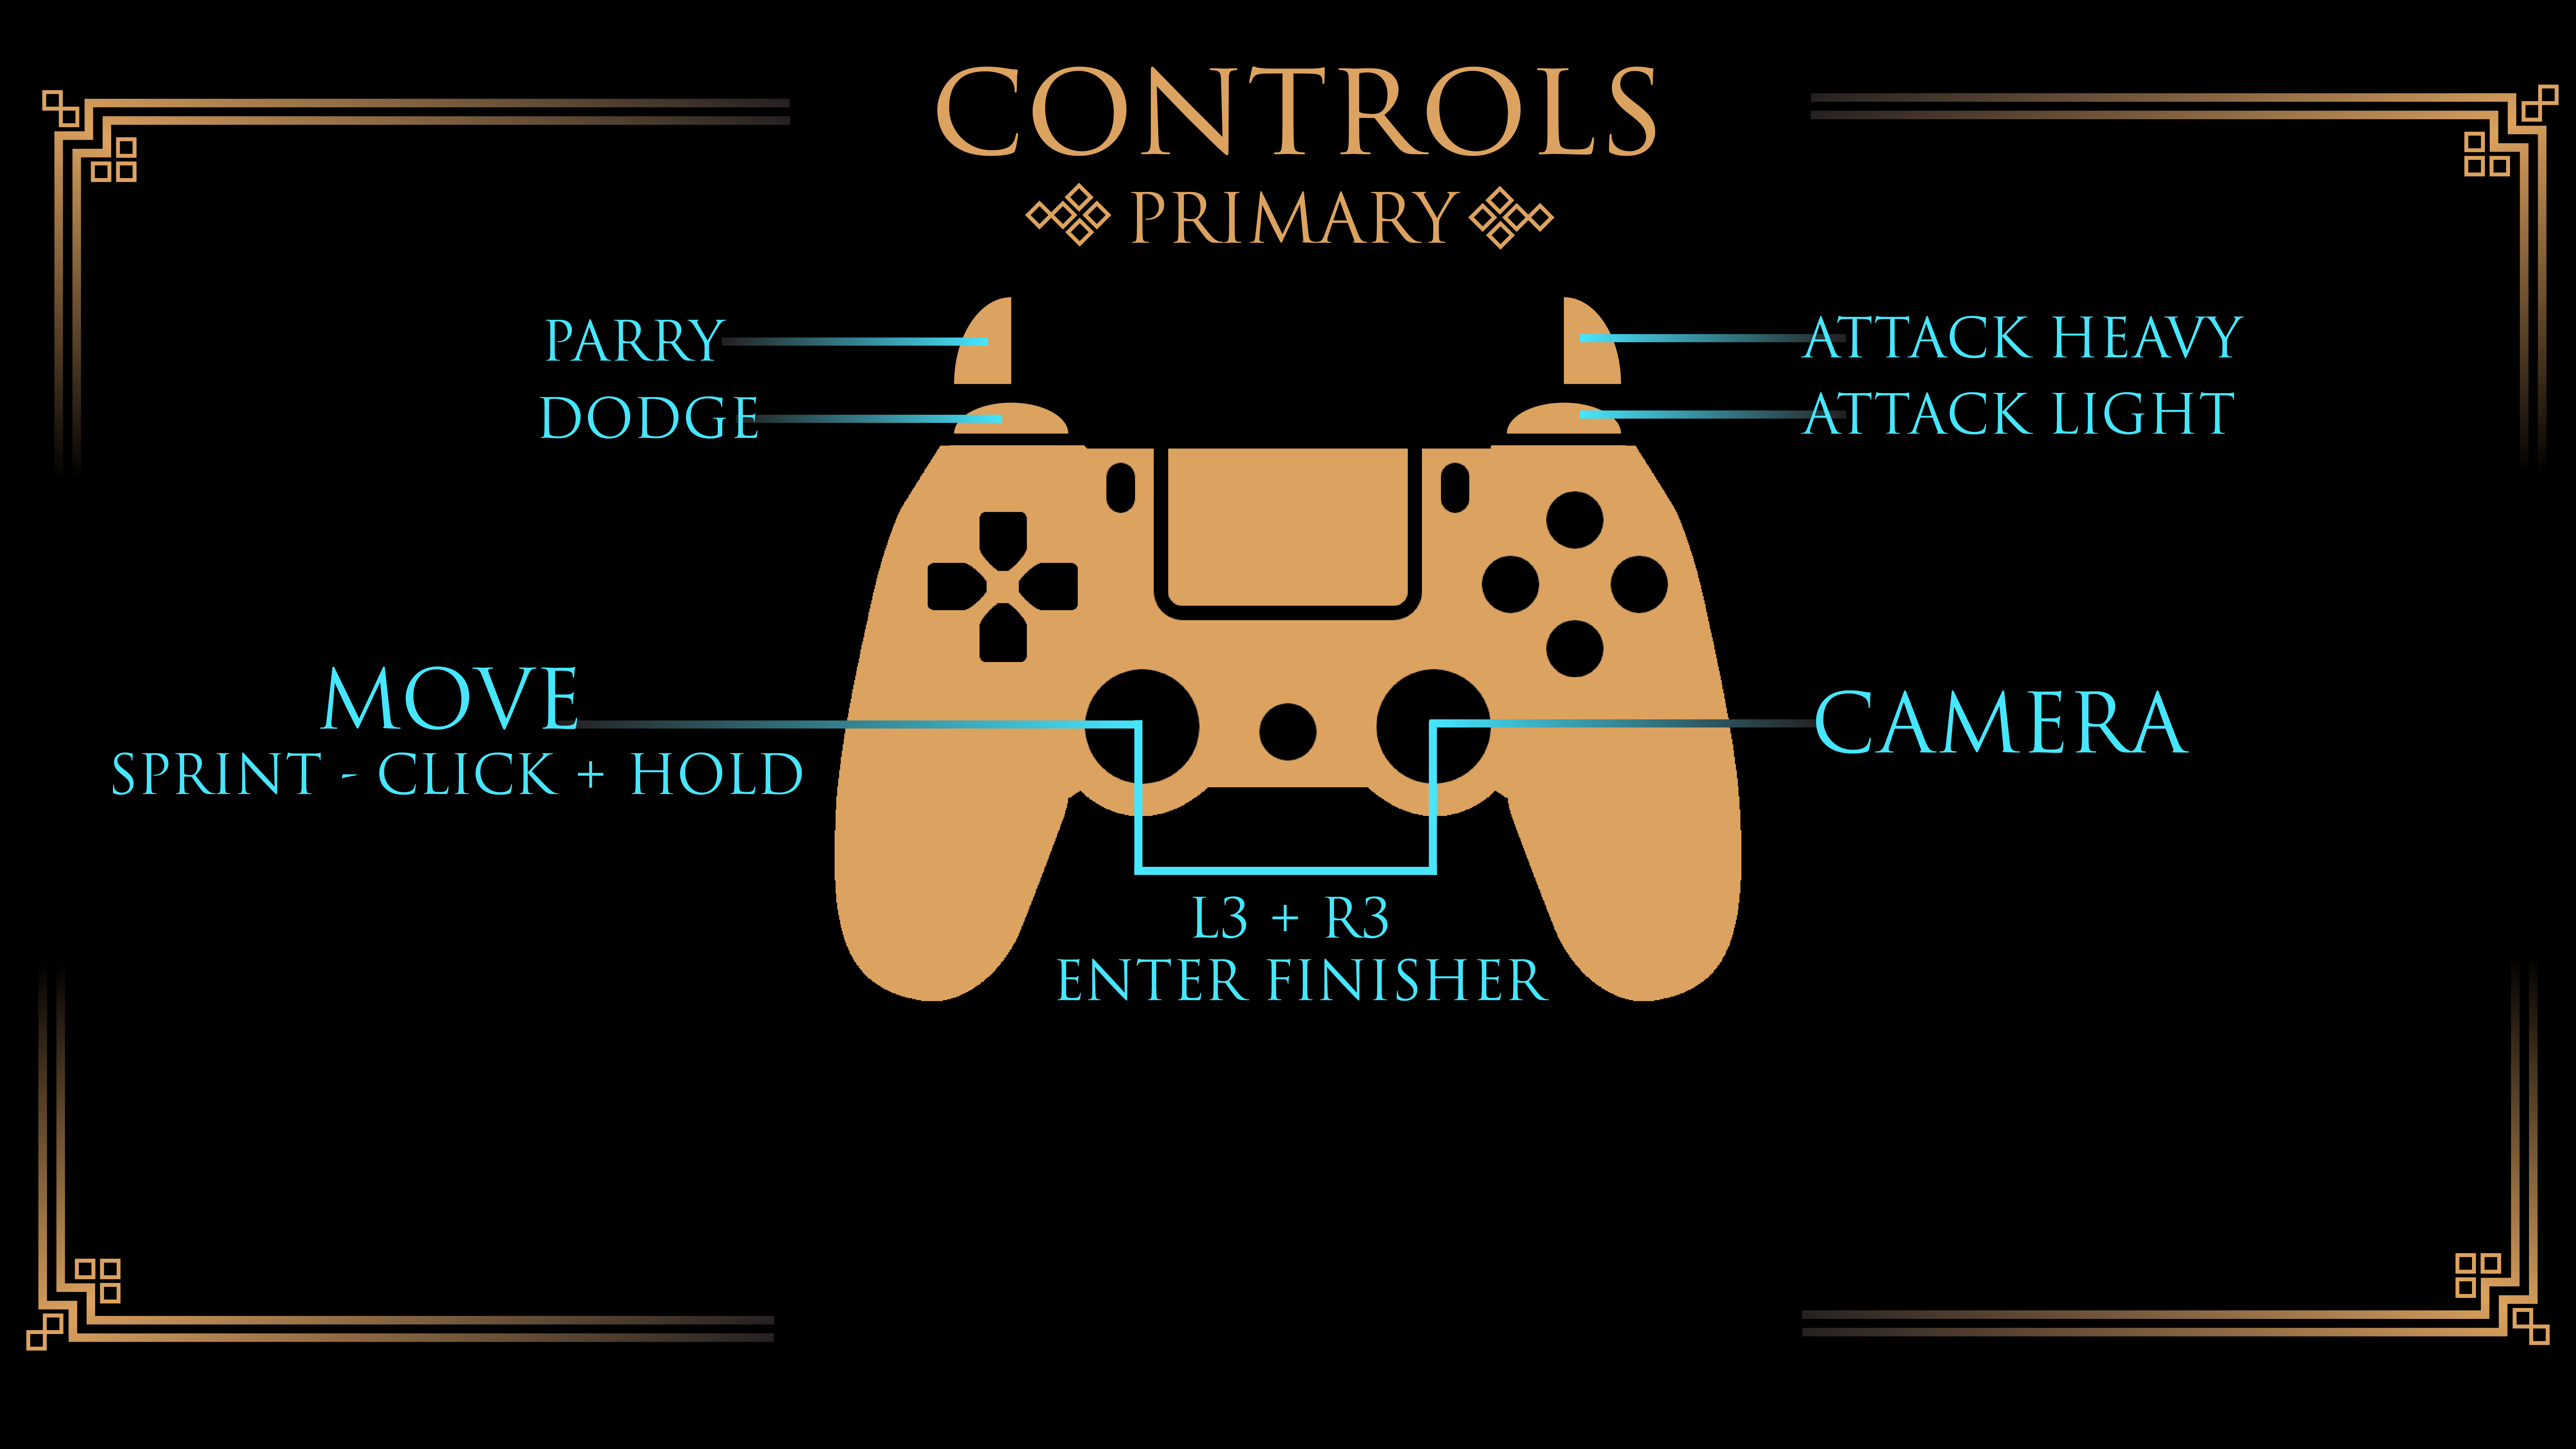 CONTROLS
PRIMARY
PARRY
ATTACK HEAVY
DODGE
ATTACK LIGHT
MOVE
SPRINT - CLICK + HOLD
CAMERA
L3 + R3
ENTER FINISHER